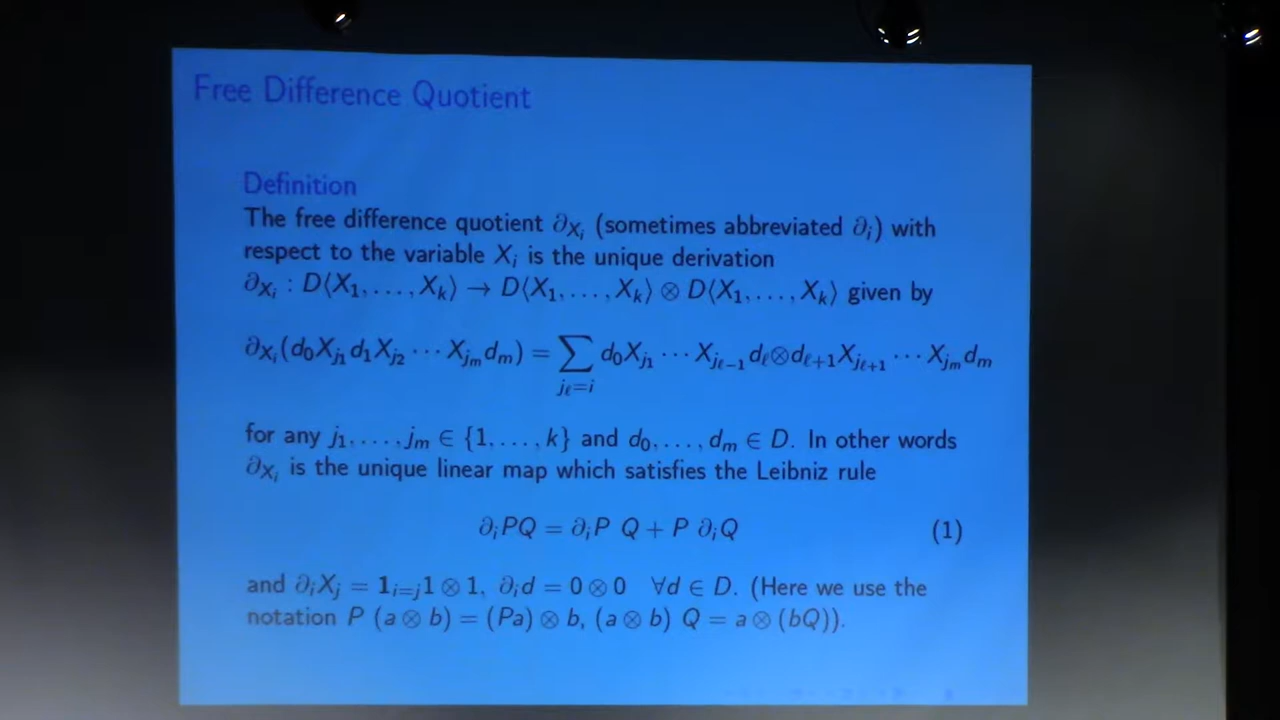 Free Difference Quotient
Definition
The free difference quotient ∂_{X_i} (sometimes abbreviated ∂_i) with
respect to the variable X_i is the unique derivation
∂_{X_i} : D⟨X_1, . . . , X_k⟩ → D⟨X_1, . . . , X_k⟩ ⊗ D⟨X_1, . . . , X_k⟩ given by
∂_{X_i}(d_0X_{j_1}d_1X_{j_2} · · · X_{j_m}d_m) = ∑_{j_ℓ=i} d_0X_{j_1} · · · X_{j_{ℓ−1}}d_ℓ⊗d_{ℓ+1}X_{j_{ℓ+1}} · · · X_{j_m}d_m
for any j_1, . . . , j_m ∈ {1, . . . , k} and d_0, . . . , d_m ∈ D. In other words
∂_{X_i} is the unique linear map which satisfies the Leibniz rule
∂_iPQ = ∂_iP Q + P ∂_iQ (1)
and ∂_iX_j = 1_{i=j}1 ⊗ 1, ∂_id = 0 ⊗ 0 ∀d ∈ D. (Here we use the
notation P (a ⊗ b) = (Pa) ⊗ b, (a ⊗ b) Q = a ⊗ (bQ)).